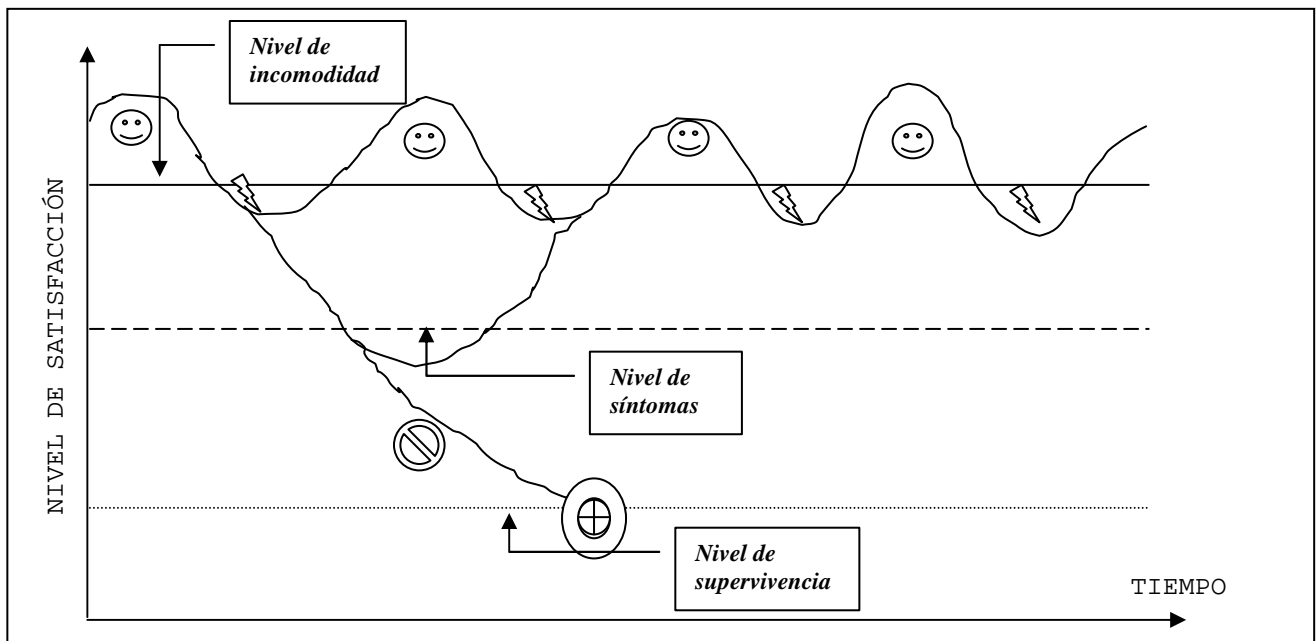 Nivel de
incomodidad
NIVEL DE SATISFACCIÓN
Nivel de
síntomas
Nivel de
supervivencia
TIEMPO